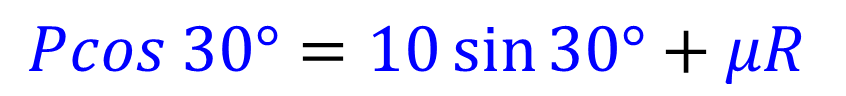 Pcos 30° = 10 sin 30° + μR